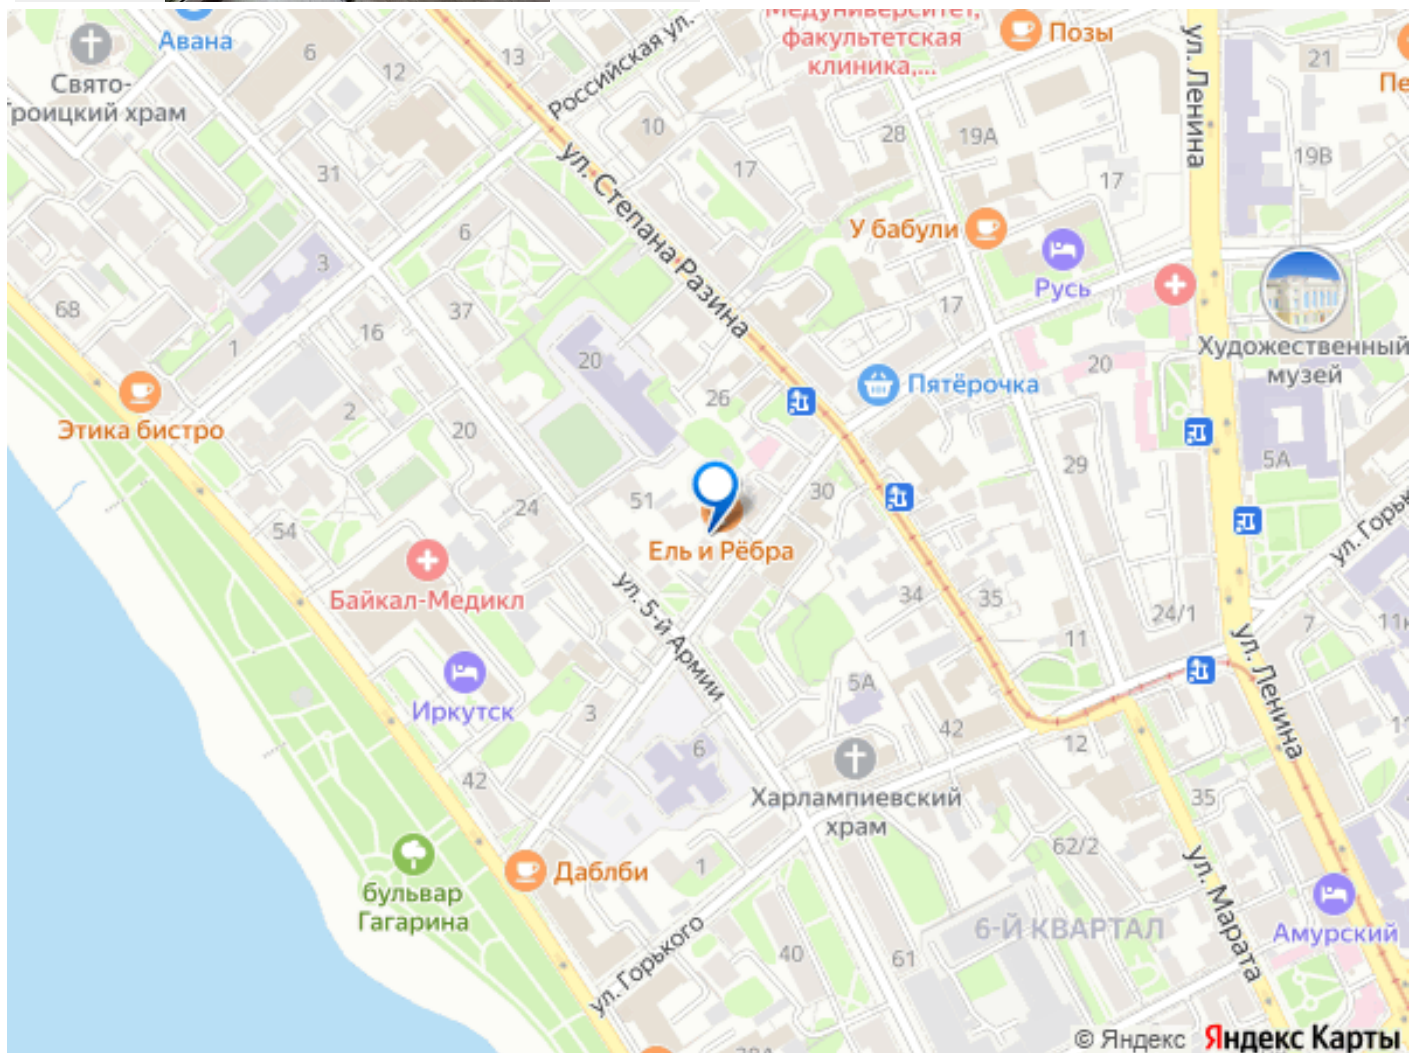 Медуниверситет,
факультетская
клиника,...
Позы
Авана
6
13
12
Российская ул.
ул. Ленина
21
Пе
Свято-
Троицкий храм
10
28
19А
19В
31
17
17
ул. Степана Разина
У бабули
6
3
Русь
68
37
17
16
1
20
26
20
Художественный
музей
Пятёрочка
2
Этика бистро
20
29
5А
51
30
24
54
ул. Горьк
Ель и Рёбра
Байкал-Медикл
ул. 5-й Армии
34
35
24/1
11
7
11к
ул. Ленина
5А
Иркутск
3
42
6
12
42
Харлампиевский
храм
35
62/2
Даблби
1
бульвар
Гагарина
ул. Марата
6-Й КВАРТАЛ
Амурский
ул. Горького
40
61
© Яндекс Яндекс Карты